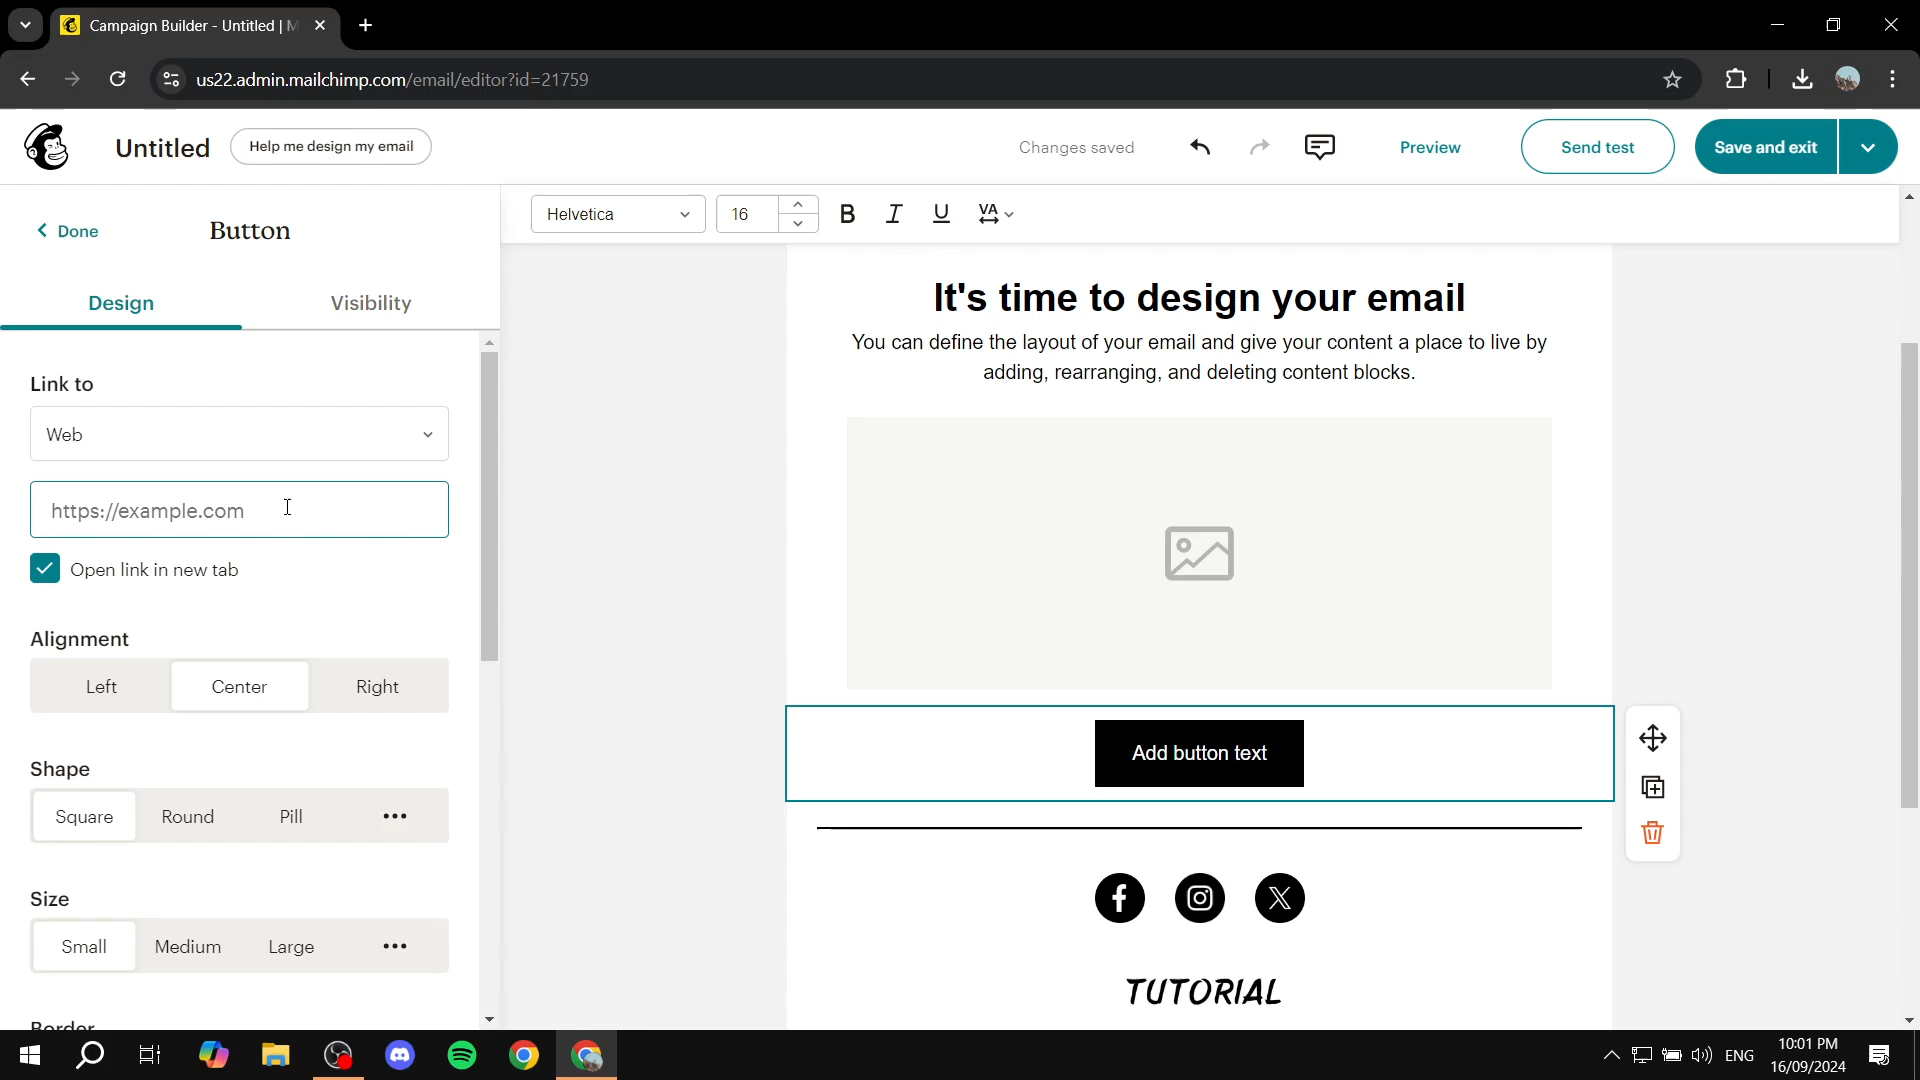 Campaign Builder - Untitled | M
us22.admin.mailchimp.com/email/editor?id=21759
Untitled
Help me design my email
Changes saved
Preview
Send test
Save and exit
Done
Button
Helvetica
16
B
I
U
VA
Design
Visibility
Link to
Web
https://example.com
Open link in new tab
Alignment
Left
Center
Right
Shape
Square
Round
Pill
Size
Small
Medium
Large
Border
It's time to design your email
You can define the layout of your email and give your content a place to live by
adding, rearranging, and deleting content blocks.
Add button text
TUTORIAL
ENG
10:01 PM
16/09/2024